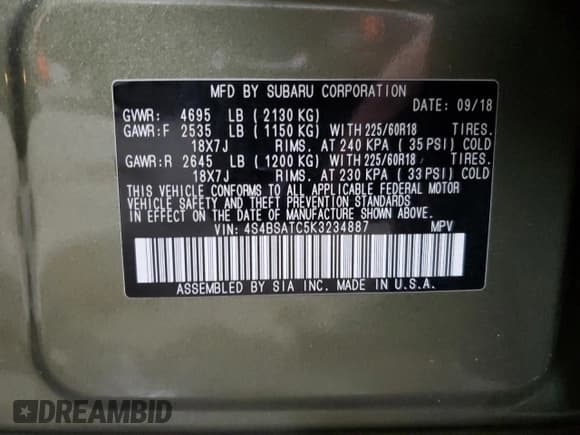 MFD BY SUBARU CORPORATION
DATE: 09/18
GVWR: 4695 LB ( 2130 KG)
GAWR:F 2535 LB ( 1150 KG) WITH 225/60R18 TIRES.
18X7J RIMS. AT 240 KPA ( 35 PSI) COLD
GAWR:R 2645 LB ( 1200 KG) WITH 225/60R18 TIRES.
18X7J RIMS. AT 230 KPA ( 33 PSI) COLD
THIS VEHICLE CONFORMS TO ALL APPLICABLE FEDERAL MOTOR
VEHICLE SAFETY AND THEFT PREVENTION STANDARDS
IN EFFECT ON THE DATE OF MANUFACTURE SHOWN ABOVE.
VIN: 4S4BSATC5K3234887 MPV
ASSEMBLED BY SIA INC. MADE IN U.S.A.
DREAMBID